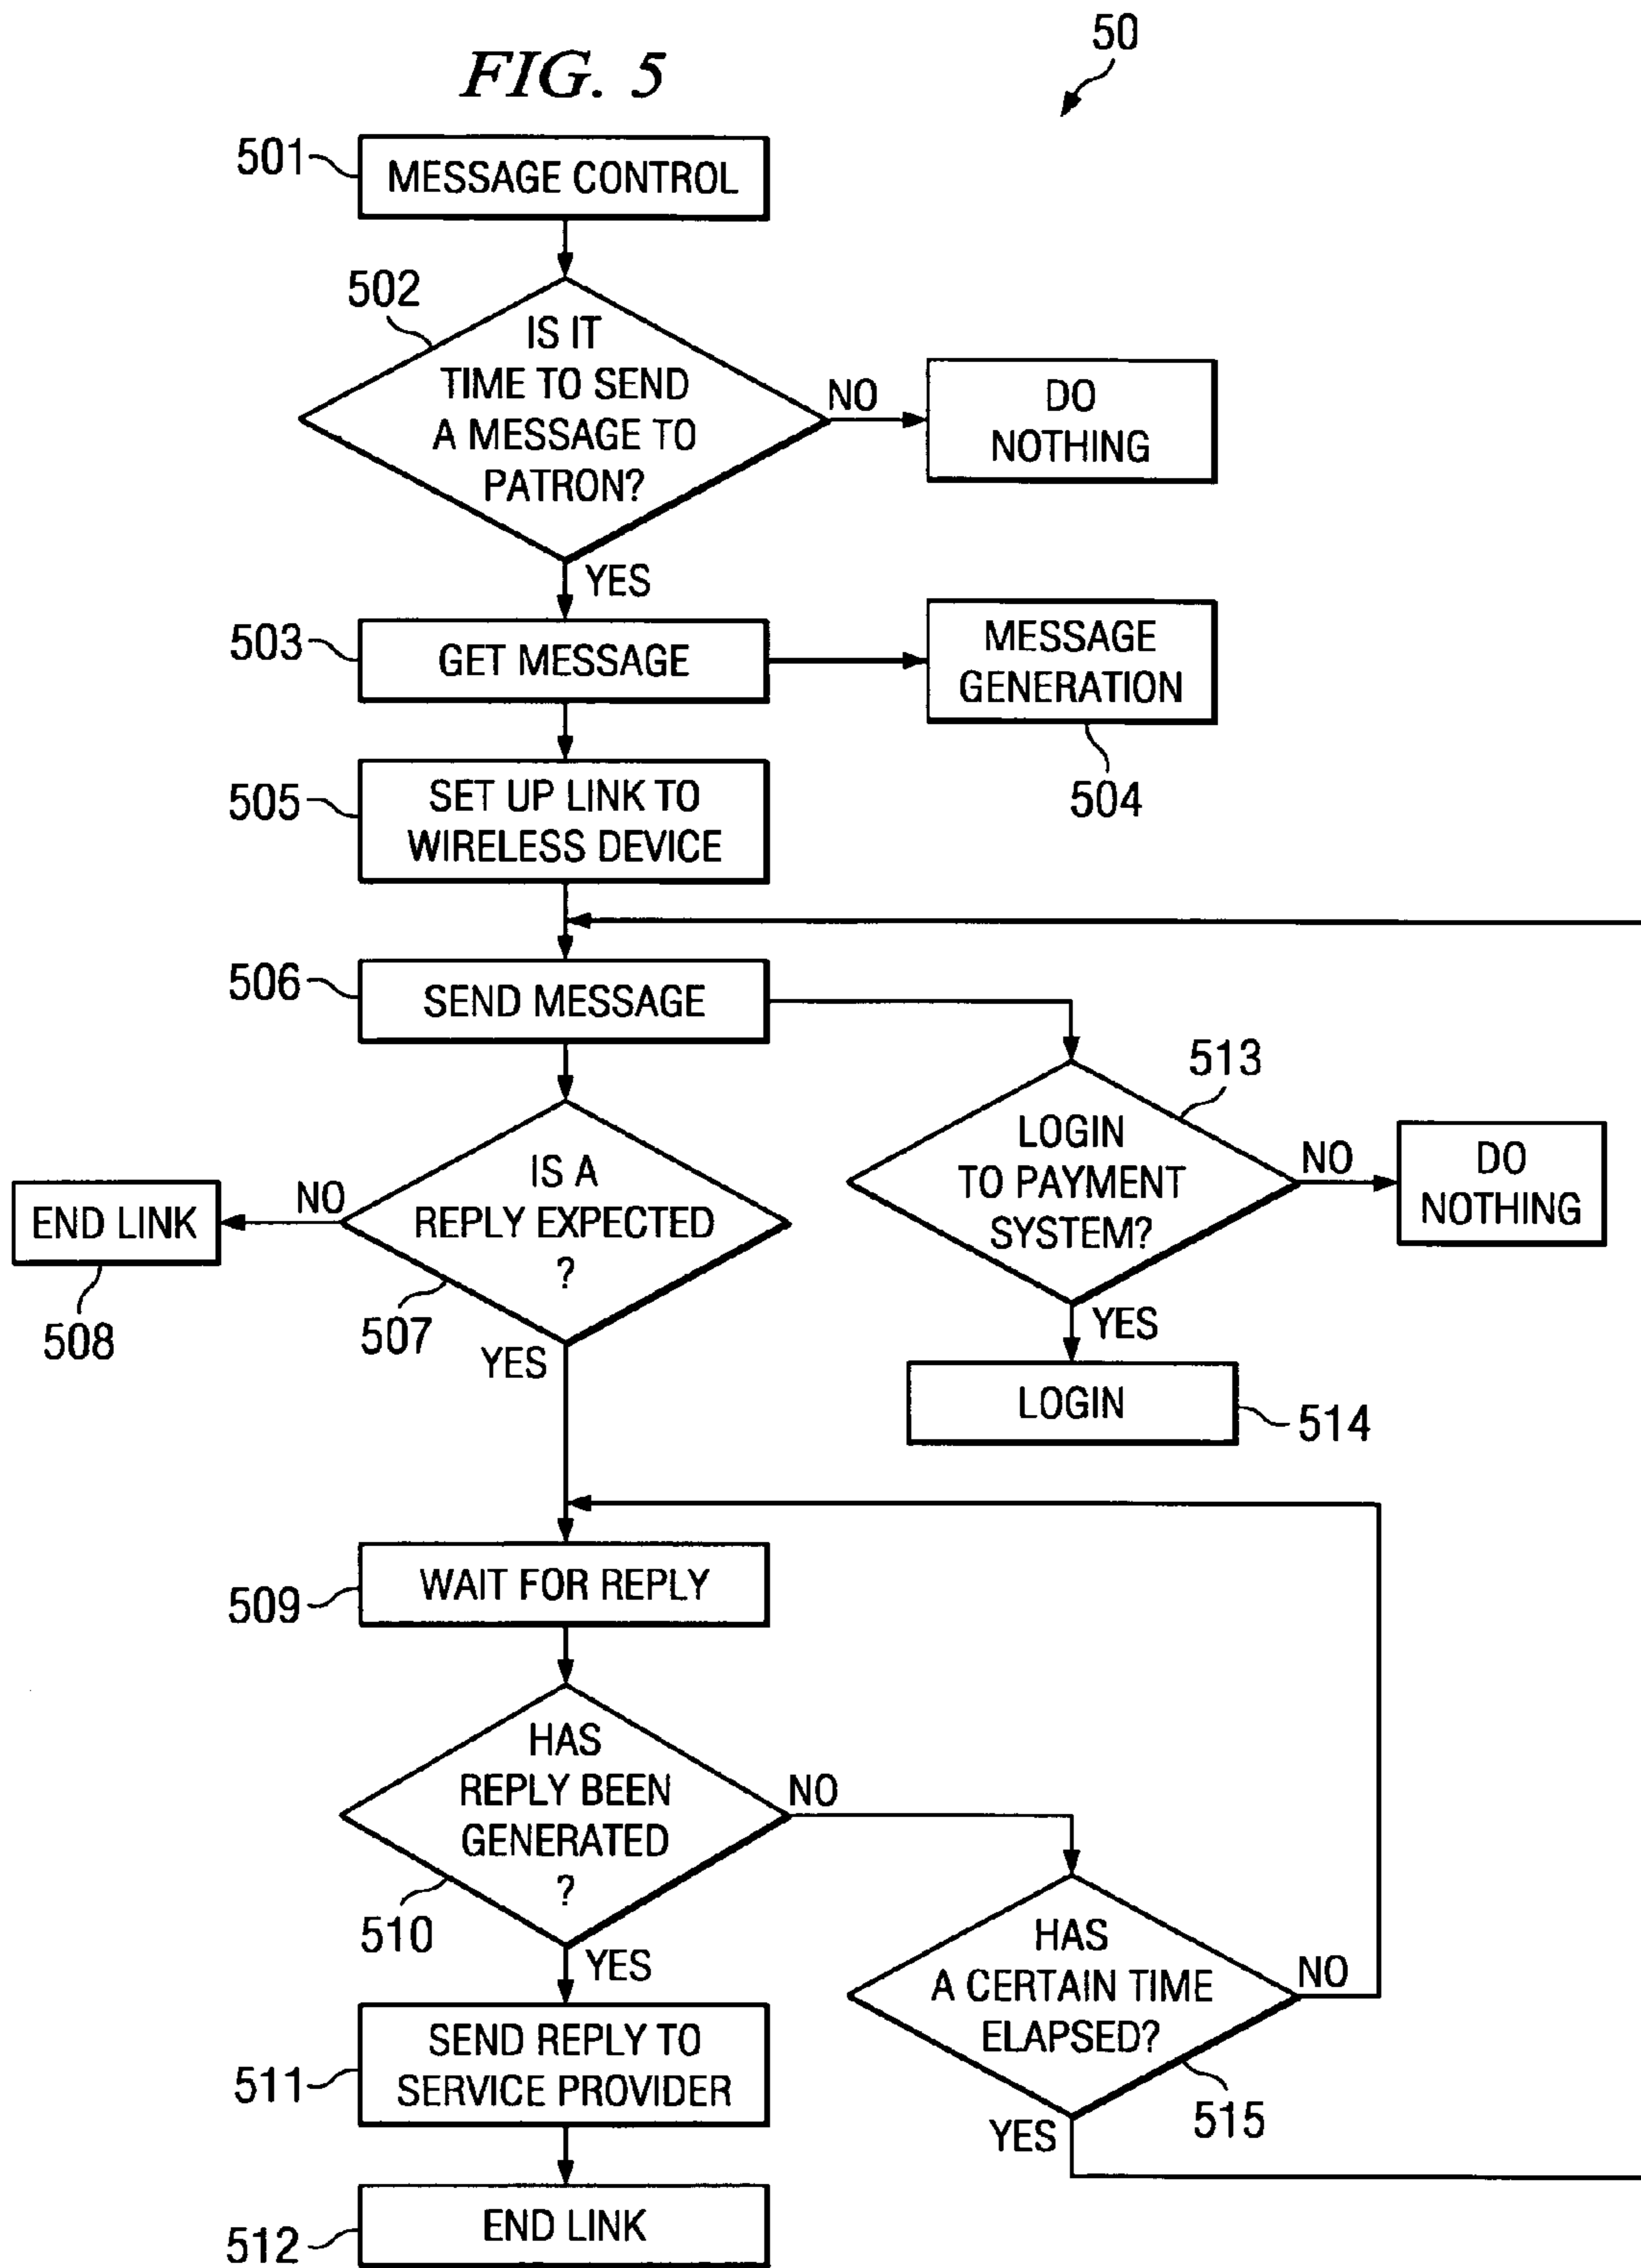 FIG. 5
50
501
MESSAGE CONTROL
502
IS IT
TIME TO SEND
A MESSAGE TO
PATRON?
NO
DO
NOTHING
YES
503
GET MESSAGE
MESSAGE
GENERATION
504
505
SET UP LINK TO
WIRELESS DEVICE
506
SEND MESSAGE
513
LOGIN
TO PAYMENT
SYSTEM?
NO
DO
NOTHING
YES
LOGIN
514
IS A
REPLY EXPECTED
?
507
NO
END LINK
508
YES
509
WAIT FOR REPLY
HAS
REPLY BEEN
GENERATED
?
510
NO
YES
HAS
A CERTAIN TIME
ELAPSED?
NO
515
YES
511
SEND REPLY TO
SERVICE PROVIDER
512
END LINK